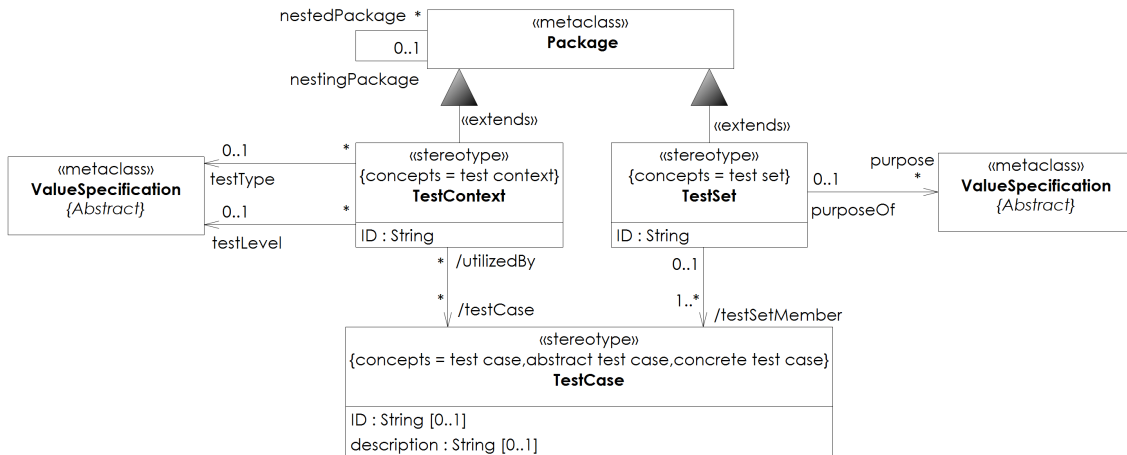 nestedPackage *
0..1
nestingPackage
«metaclass»
Package
«extends»
«extends»
«metaclass»
ValueSpecification
{Abstract}
0..1
*
testType
0..1
*
testLevel
«stereotype»
{concepts = test context}
TestContext
ID : String
«stereotype»
{concepts = test set}
TestSet
ID : String
purpose
0..1
*
purposeOf
«metaclass»
ValueSpecification
{Abstract}
* /utilizedBy
* /testCase
0..1
1..*
/testSetMember
«stereotype»
{concepts = test case,abstract test case,concrete test case}
TestCase
ID : String [0..1]
description : String [0..1]